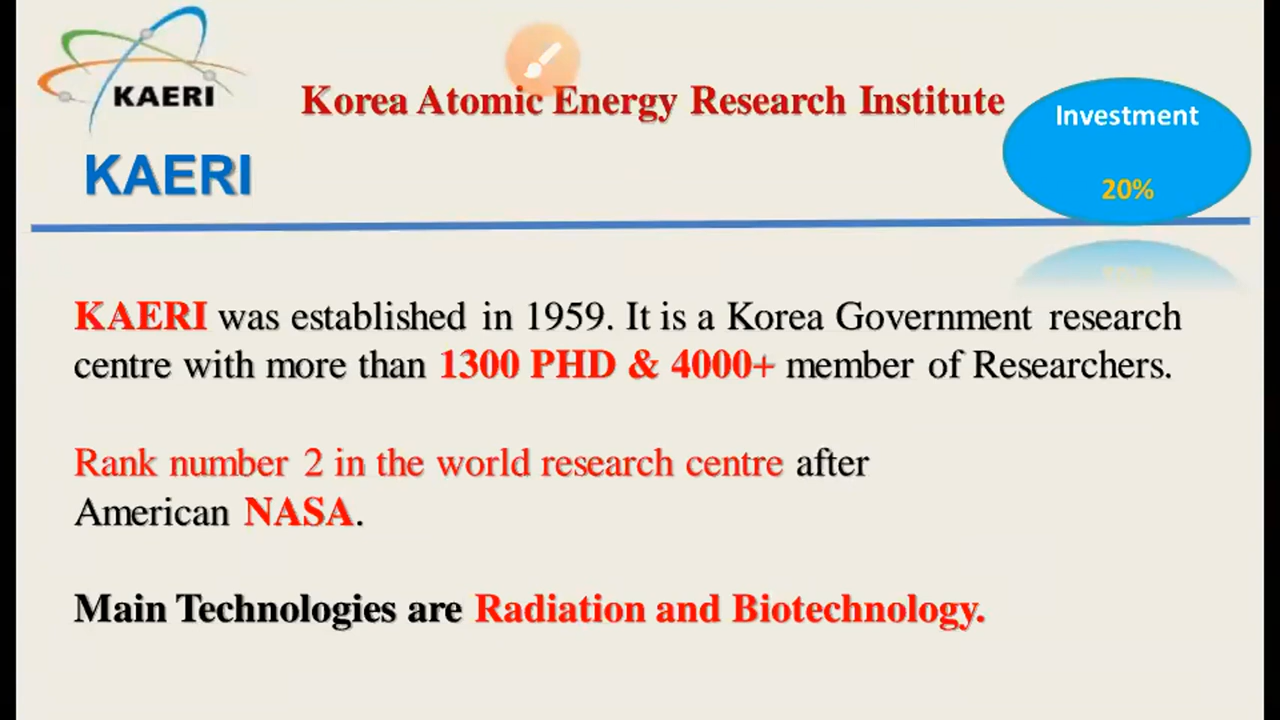 KAERI
Korea Atomic Energy Research Institute
Investment
20%
KAERI
KAERI was established in 1959. It is a Korea Government research
centre with more than 1300 PHD & 4000+ member of Researchers.
Rank number 2 in the world research centre after
American NASA.
Main Technologies are Radiation and Biotechnology.